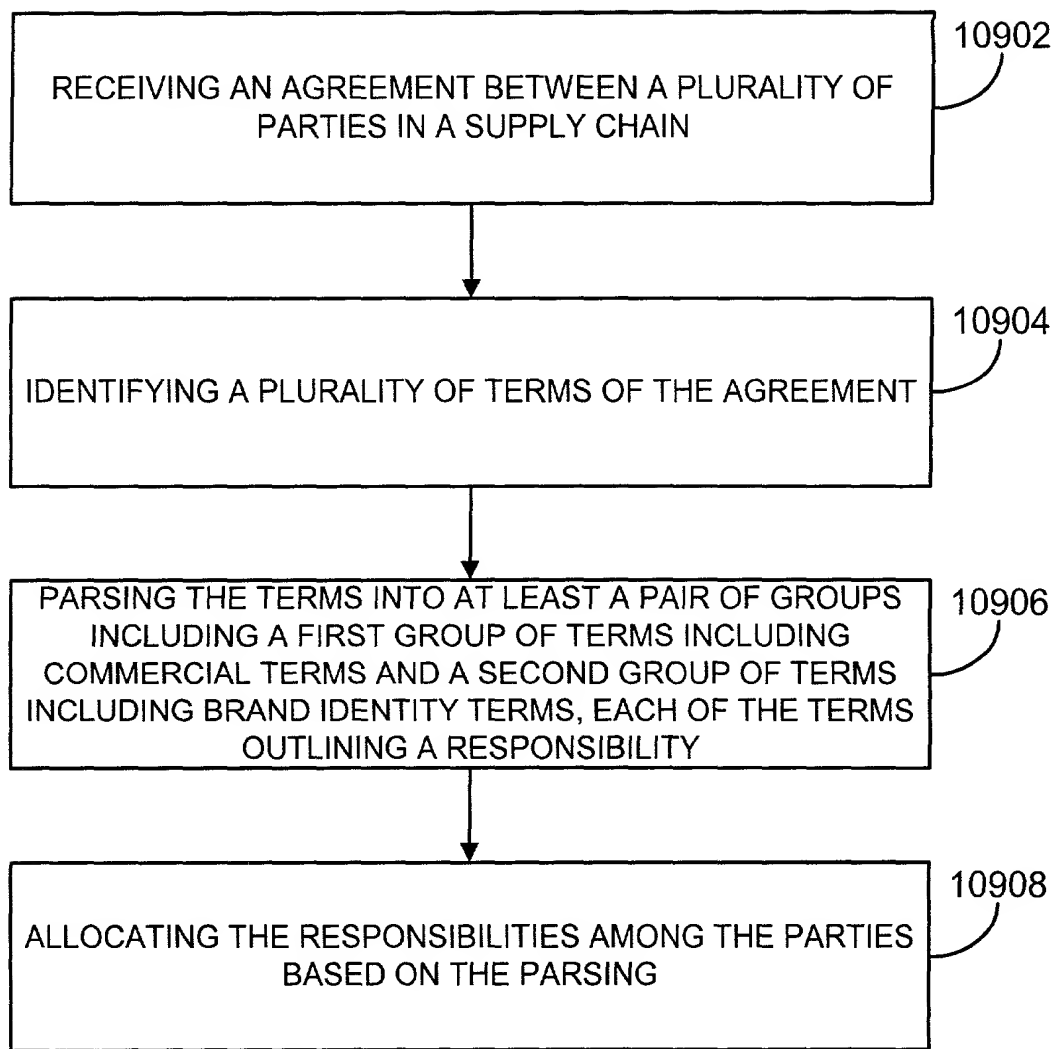 10902
RECEIVING AN AGREEMENT BETWEEN A PLURALITY OF
PARTIES IN A SUPPLY CHAIN
10904
IDENTIFYING A PLURALITY OF TERMS OF THE AGREEMENT
10906
PARSING THE TERMS INTO AT LEAST A PAIR OF GROUPS
INCLUDING A FIRST GROUP OF TERMS INCLUDING
COMMERCIAL TERMS AND A SECOND GROUP OF TERMS
INCLUDING BRAND IDENTITY TERMS, EACH OF THE TERMS
OUTLINING A RESPONSIBILITY
10908
ALLOCATING THE RESPONSIBILITIES AMONG THE PARTIES
BASED ON THE PARSING